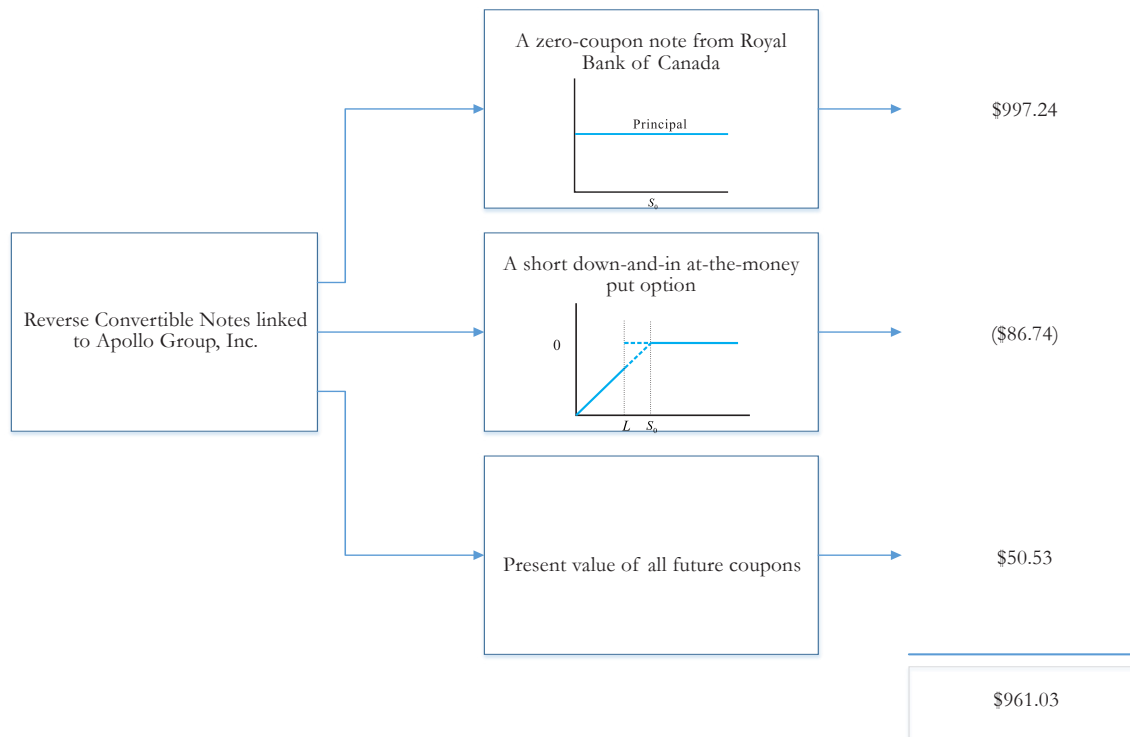 A zero-coupon note from Royal
Bank of Canada
Principal
S₀
$997.24
Reverse Convertible Notes linked
to Apollo Group, Inc.
A short down-and-in at-the-money
put option
0
L S₀
($86.74)
Present value of all future coupons
$50.53
$961.03